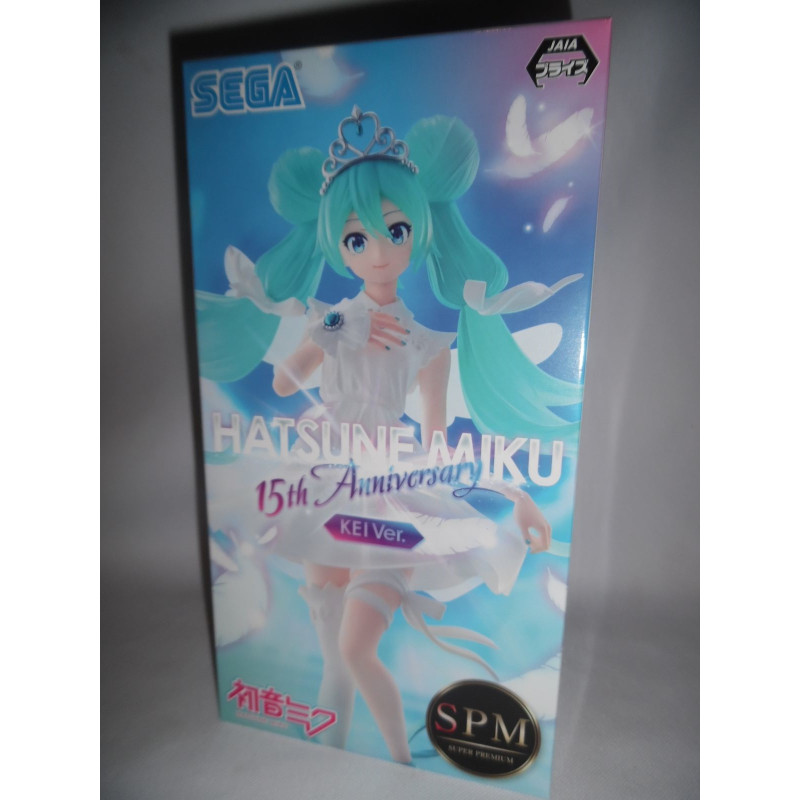 SEGA®
JAIA
プライズ
HATSUNE MIKU
15th Anniversary
KEI Ver.
初音ミク
SPM
SUPER PREMIUM